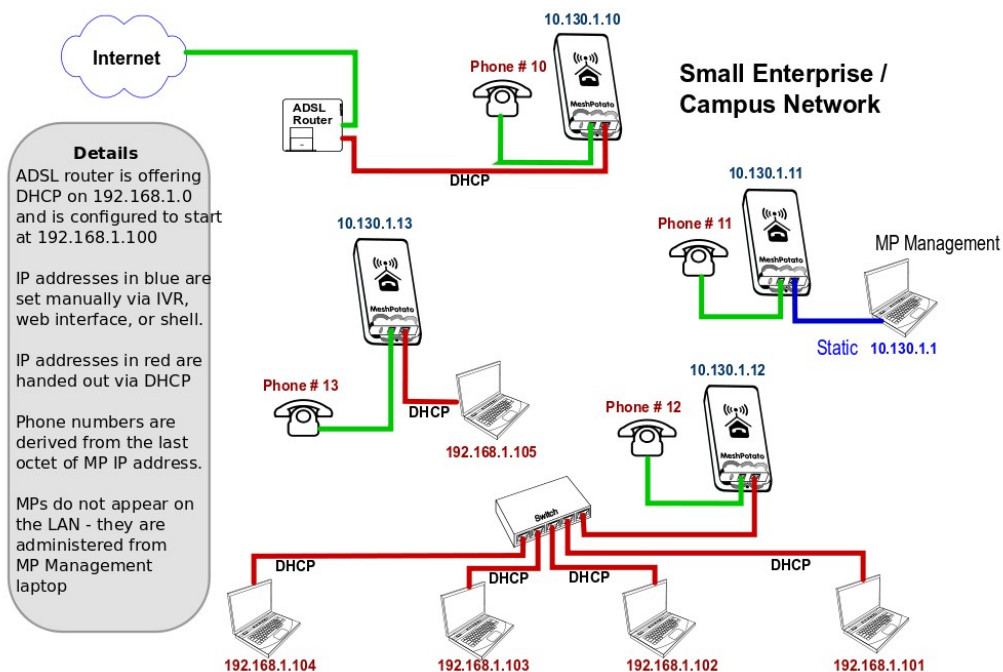 10.130.1.10
Internet
Phone # 10
Small Enterprise /
Campus Network
MeshPotato
ADSL
Router
DHCP
Details
ADSL router is offering
DHCP on 192.168.1.0
and is configured to start
at 192.168.1.100
IP addresses in blue are
set manually via IVR,
web interface, or shell.
IP addresses in red are
handed out via DHCP
Phone numbers are
derived from the last
octet of MP IP address.
MPs do not appear on
the LAN - they are
administered from
MP Management
laptop
10.130.1.11
Phone # 11
MP Management
MeshPotato
Static 10.130.1.1
10.130.1.13
MeshPotato
Phone # 13
DHCP
192.168.1.105
10.130.1.12
Phone # 12
MeshPotato
Switch
DHCP
DHCP
DHCP
DHCP
192.168.1.104
192.168.1.103
192.168.1.102
192.168.1.101